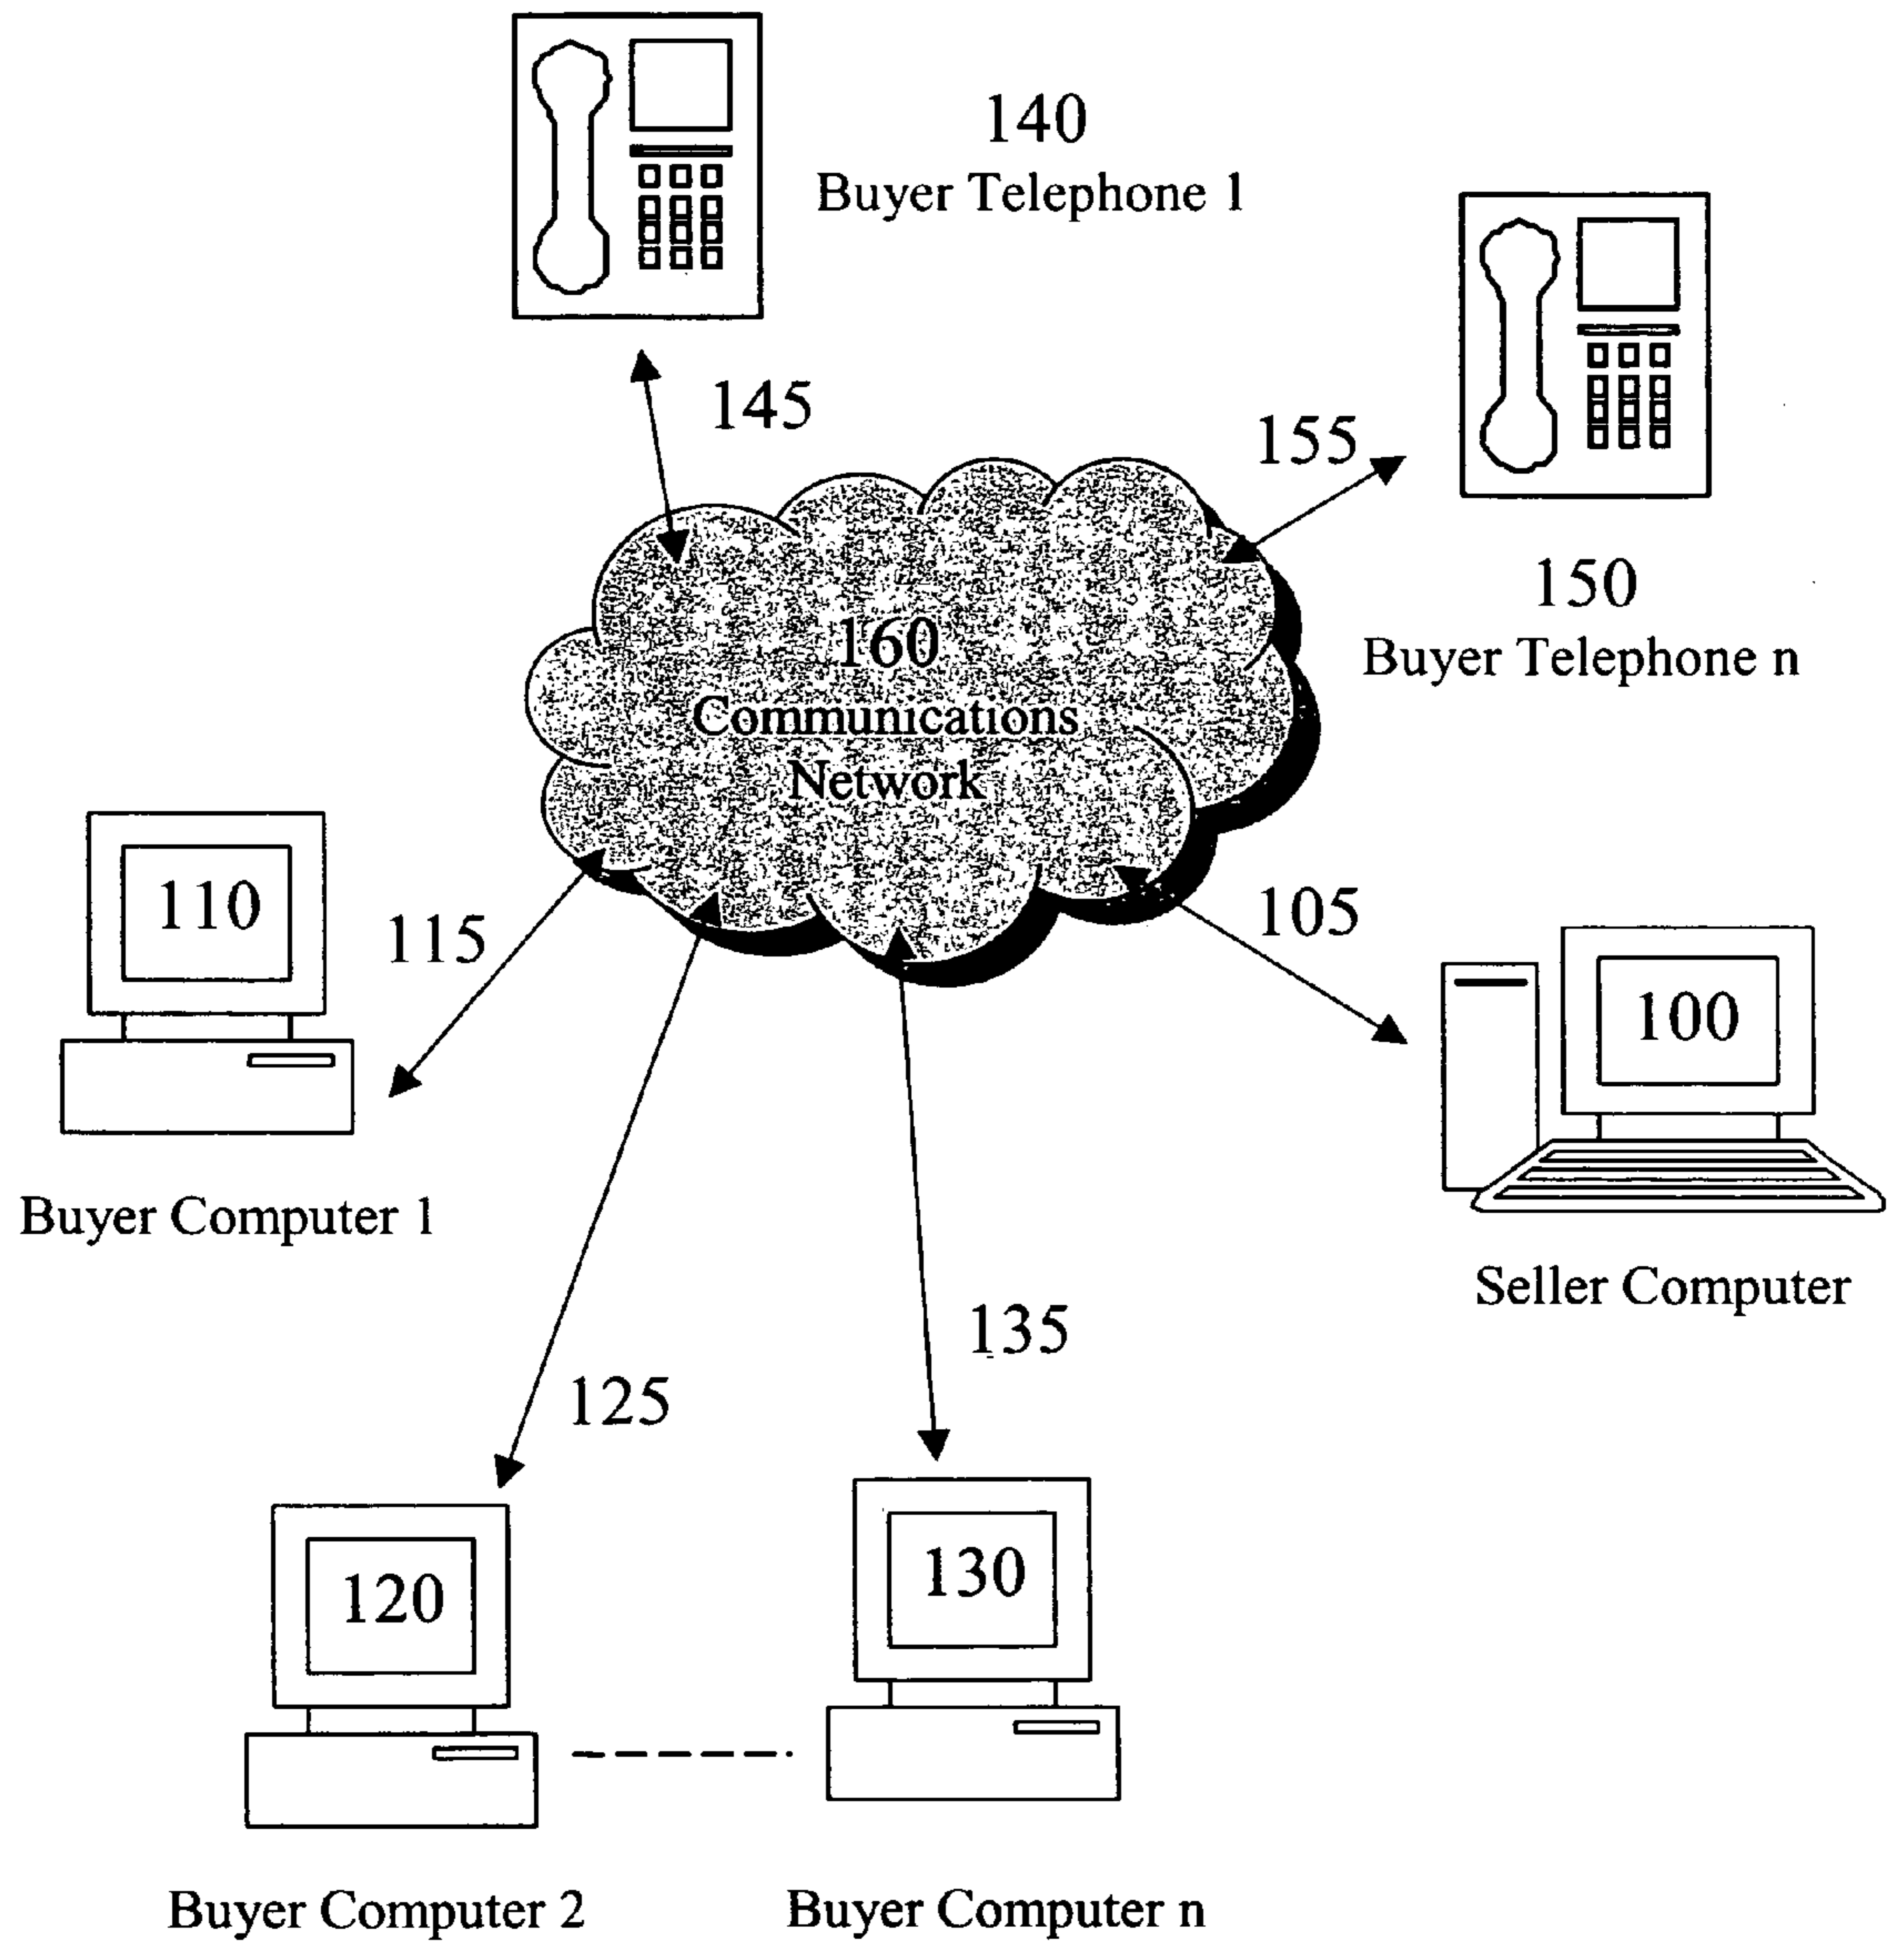 140
Buyer Telephone 1
145
155
150
Buyer Telephone n
160
Communications
Network
110
115
105
100
Buyer Computer 1
Seller Computer
135
125
120
130
Buyer Computer 2
Buyer Computer n